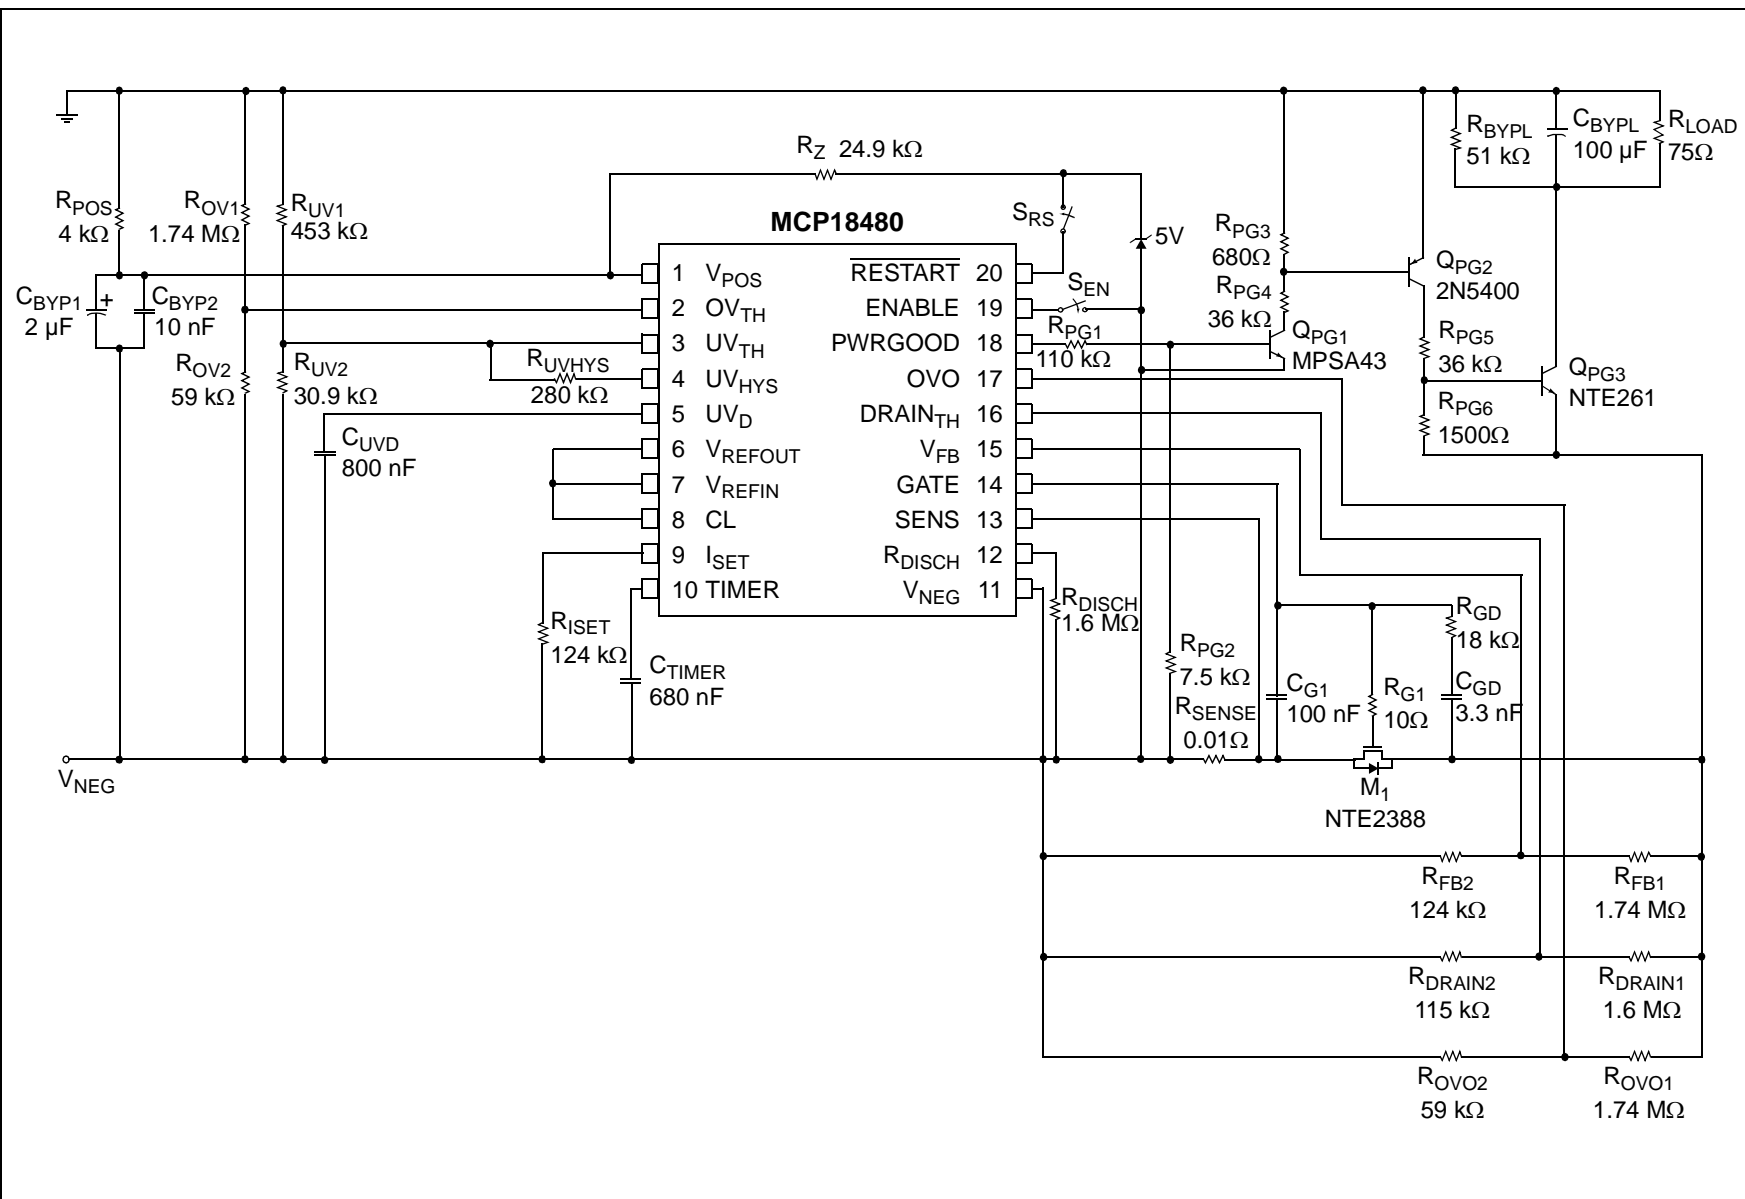 R_Z 24.9 kΩ
R_BYPL
51 kΩ
C_BYPL
100 µF
R_LOAD
75Ω
R_POS
4 kΩ
R_OV1
1.74 MΩ
R_UV1
453 kΩ
MCP18480
S_RS
5V
R_PG3
680Ω
Q_PG2
2N5400
C_BYP1
2 µF
+
C_BYP2
10 nF
1 V_POS
2 OV_TH
3 UV_TH
4 UV_HYS
5 UV_D
6 V_REFOUT
7 V_REFIN
8 CL
9 I_SET
10 TIMER
RESTART 20
ENABLE 19
PWRGOOD 18
OVO 17
DRAIN_TH 16
V_FB 15
GATE 14
SENS 13
R_DISCH 12
V_NEG 11
S_EN
R_PG1
110 kΩ
R_PG4
36 kΩ
Q_PG1
MPSA43
R_PG5
36 kΩ
Q_PG3
NTE261
R_PG6
1500Ω
R_OV2
59 kΩ
R_UV2
30.9 kΩ
R_UVHYS
280 kΩ
C_UVD
800 nF
R_ISET
124 kΩ
C_TIMER
680 nF
R_DISCH
1.6 MΩ
R_PG2
7.5 kΩ
R_SENSE
0.01Ω
C_G1
100 nF
R_G1
10Ω
R_GD
18 kΩ
C_GD
3.3 nF
V_NEG
M_1
NTE2388
R_FB2
124 kΩ
R_FB1
1.74 MΩ
R_DRAIN2
115 kΩ
R_DRAIN1
1.6 MΩ
R_OVO2
59 kΩ
R_OVO1
1.74 MΩ